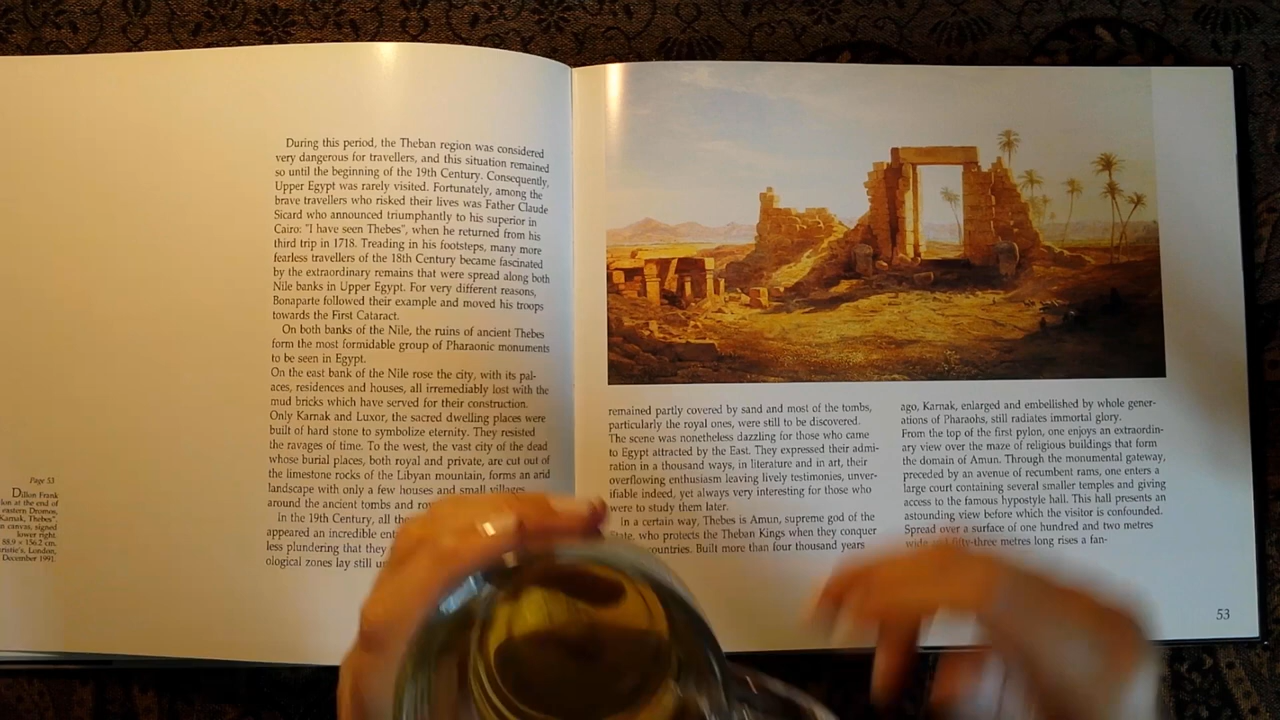 During this period, the Theban region was considered
very dangerous for travellers, and this situation remained
so until the beginning of the 19th Century. Consequently,
Upper Egypt was rarely visited. Fortunately, among the
brave travellers who risked their lives was Father Claude
Sicard who announced triumphantly to his superior in
Cairo: "I have seen Thebes", when he returned from his
third trip in 1718. Treading in his footsteps, many more
fearless travellers of the 18th Century became fascinated
by the extraordinary remains that were spread along both
Nile banks in Upper Egypt. For very different reasons,
Bonaparte followed their example and moved his troops
towards the First Cataract.
On both banks of the Nile, the ruins of ancient Thebes
form the most formidable group of Pharaonic monuments
to be seen in Egypt.
On the east bank of the Nile rose the city, with its pal-
aces, residences and houses, all irremediably lost with the
mud bricks which have served for their construction.
Only Karnak and Luxor, the sacred dwelling places were
built of hard stone to symbolize eternity. They resisted
the ravages of time. To the west, the vast city of the dead
whose burial places, both royal and private, are cut out of
the limestone rocks of the Libyan mountain, forms an arid
landscape with only a few houses and small villages
around the ancient tombs and
In the 19th Century, all
appeared an incredible
less plundering that they
ological zones lay still
Page 53
Dillon Frank
at the end of
eastern Dromos,
Karnak, Thebes",
canvas, signed
lower right.
88.9 × 156.2 cm.
London,
December 1991.
remained partly covered by sand and most of the tombs,
particularly the royal ones, were still to be discovered.
The scene was nonetheless dazzling for those who came
to Egypt attracted by the East. They expressed their admi-
ration in a thousand ways, in literature and in art, their
overflowing enthusiasm leaving lively testimonies, unver-
ifiable indeed, yet always very interesting for those who
were to study them later.
In a certain way, Thebes is Amun, supreme god of the
State, who protects the Theban Kings when they conquer
countries. Built more than four thousand years
ago, Karnak, enlarged and embellished by whole gener-
ations of Pharaohs, still radiates immortal glory.
From the top of the first pylon, one enjoys an extraordin-
ary view over the maze of religious buildings that form
the domain of Amun. Through the monumental gateway,
preceded by an avenue of recumbent rams, one enters a
large court containing several smaller temples and giving
access to the famous hypostyle hall. This hall presents an
astounding view before which the visitor is confounded.
Spread over a surface of one hundred and two metres
wide and fifty-three metres long rises a fan-
53